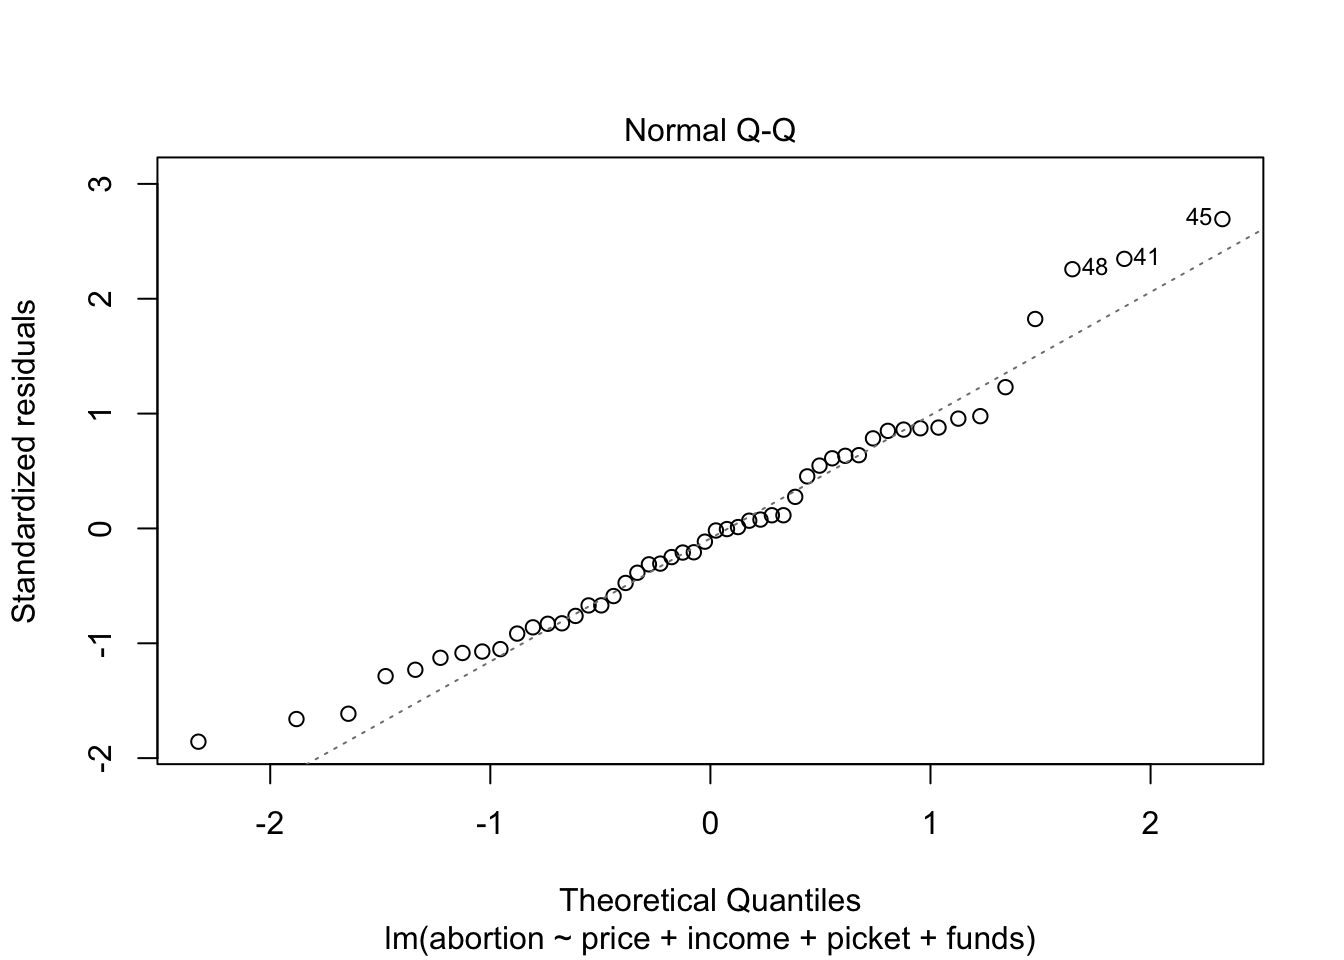 Normal Q-Q
3
2
1
0
-1
-2
Standardized residuals
45
48
41
-2 -1 0 1 2
Theoretical Quantiles
lm(abortion ~ price + income + picket + funds)